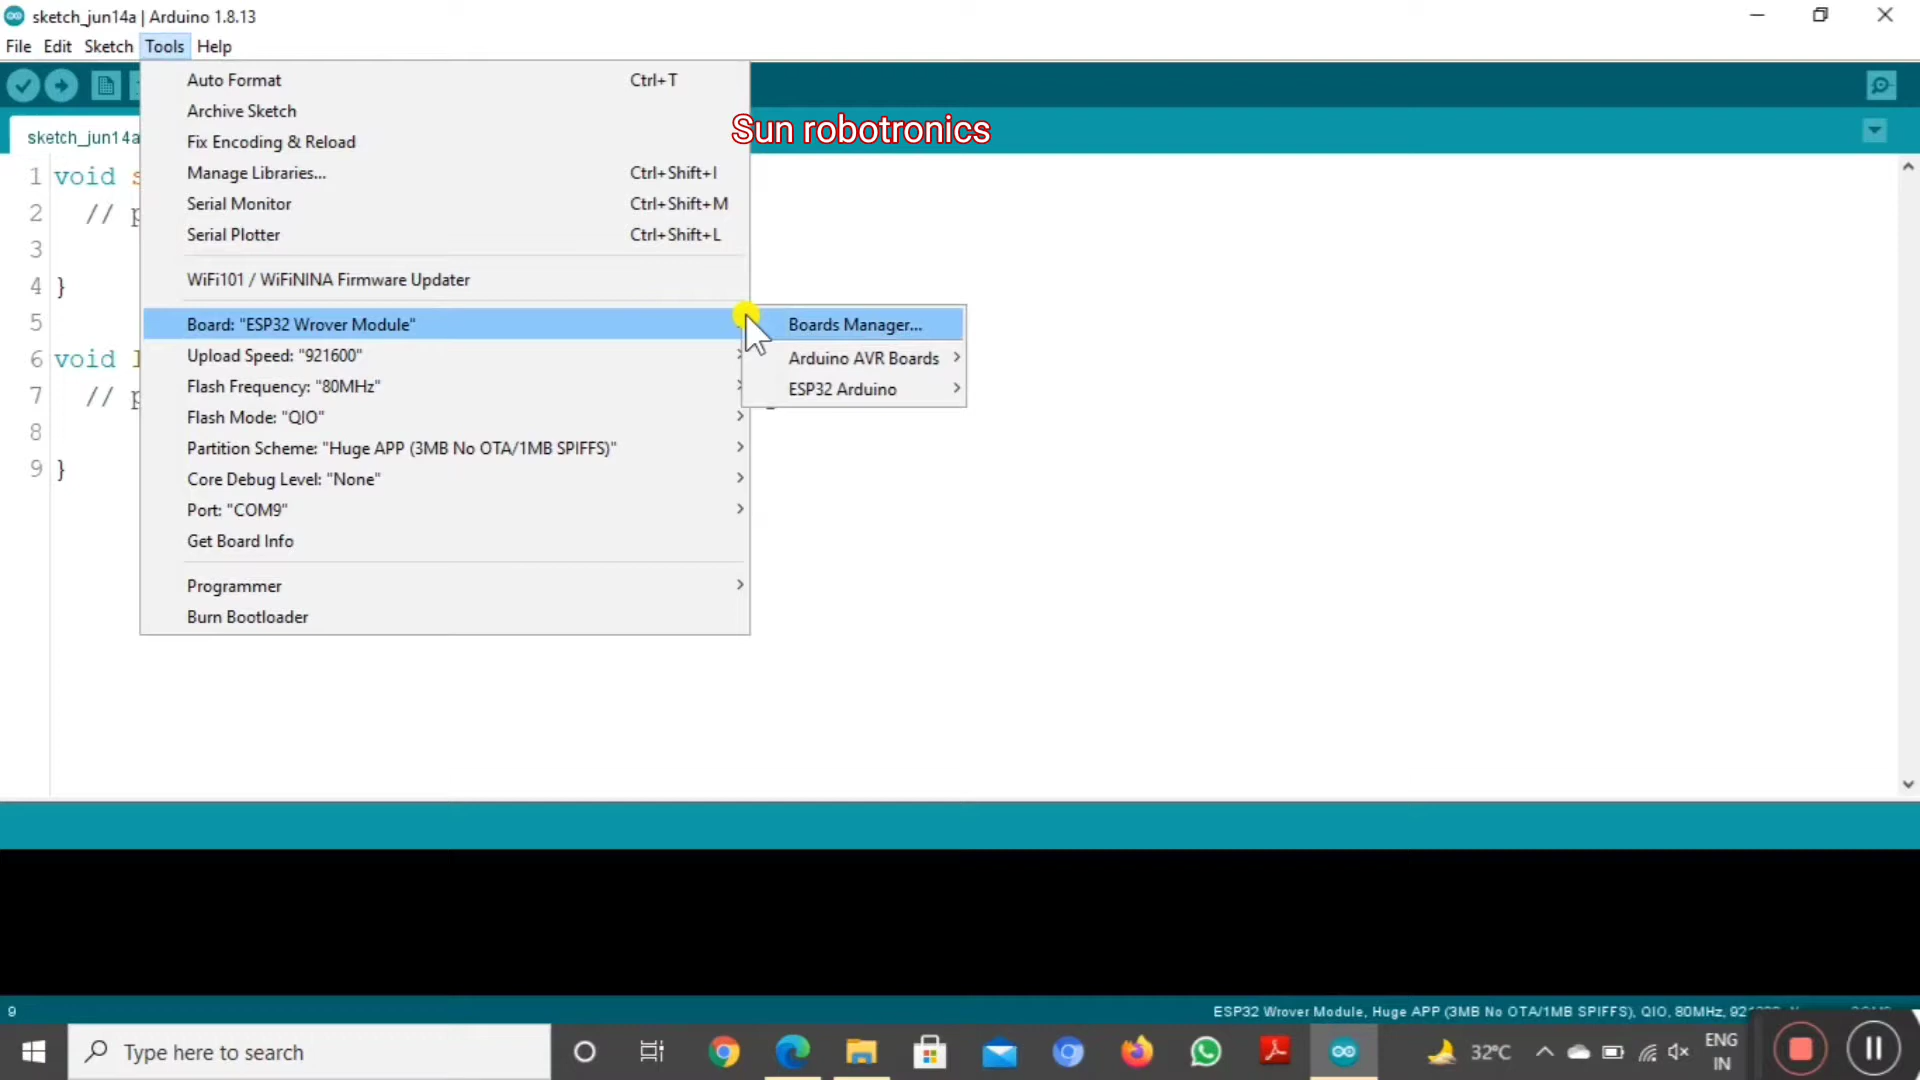 sketch_jun14a | Arduino 1.8.13
File Edit Sketch Tools Help
Auto Format Ctrl+T
Archive Sketch
Sun robotronics
sketch_jun14a
Fix Encoding & Reload
1 void
Manage Libraries... Ctrl+Shift+I
2 //
Serial Monitor Ctrl+Shift+M
3
Serial Plotter Ctrl+Shift+L
4 }
WiFi101 / WiFiNINA Firmware Updater
5
Board: "ESP32 Wrover Module" Boards Manager...
6 void
Upload Speed: "921600" Arduino AVR Boards
7 //
Flash Frequency: "80MHz" ESP32 Arduino
8
Flash Mode: "QIO"
9 }
Partition Scheme: "Huge APP (3MB No OTA/1MB SPIFFS)"
Core Debug Level: "None"
Port: "COM9"
Get Board Info
Programmer
Burn Bootloader
9
ESP32 Wrover Module, Huge APP (3MB No OTA/1MB SPIFFS), QIO, 80MHz,
Type here to search
32°C
ENG
IN